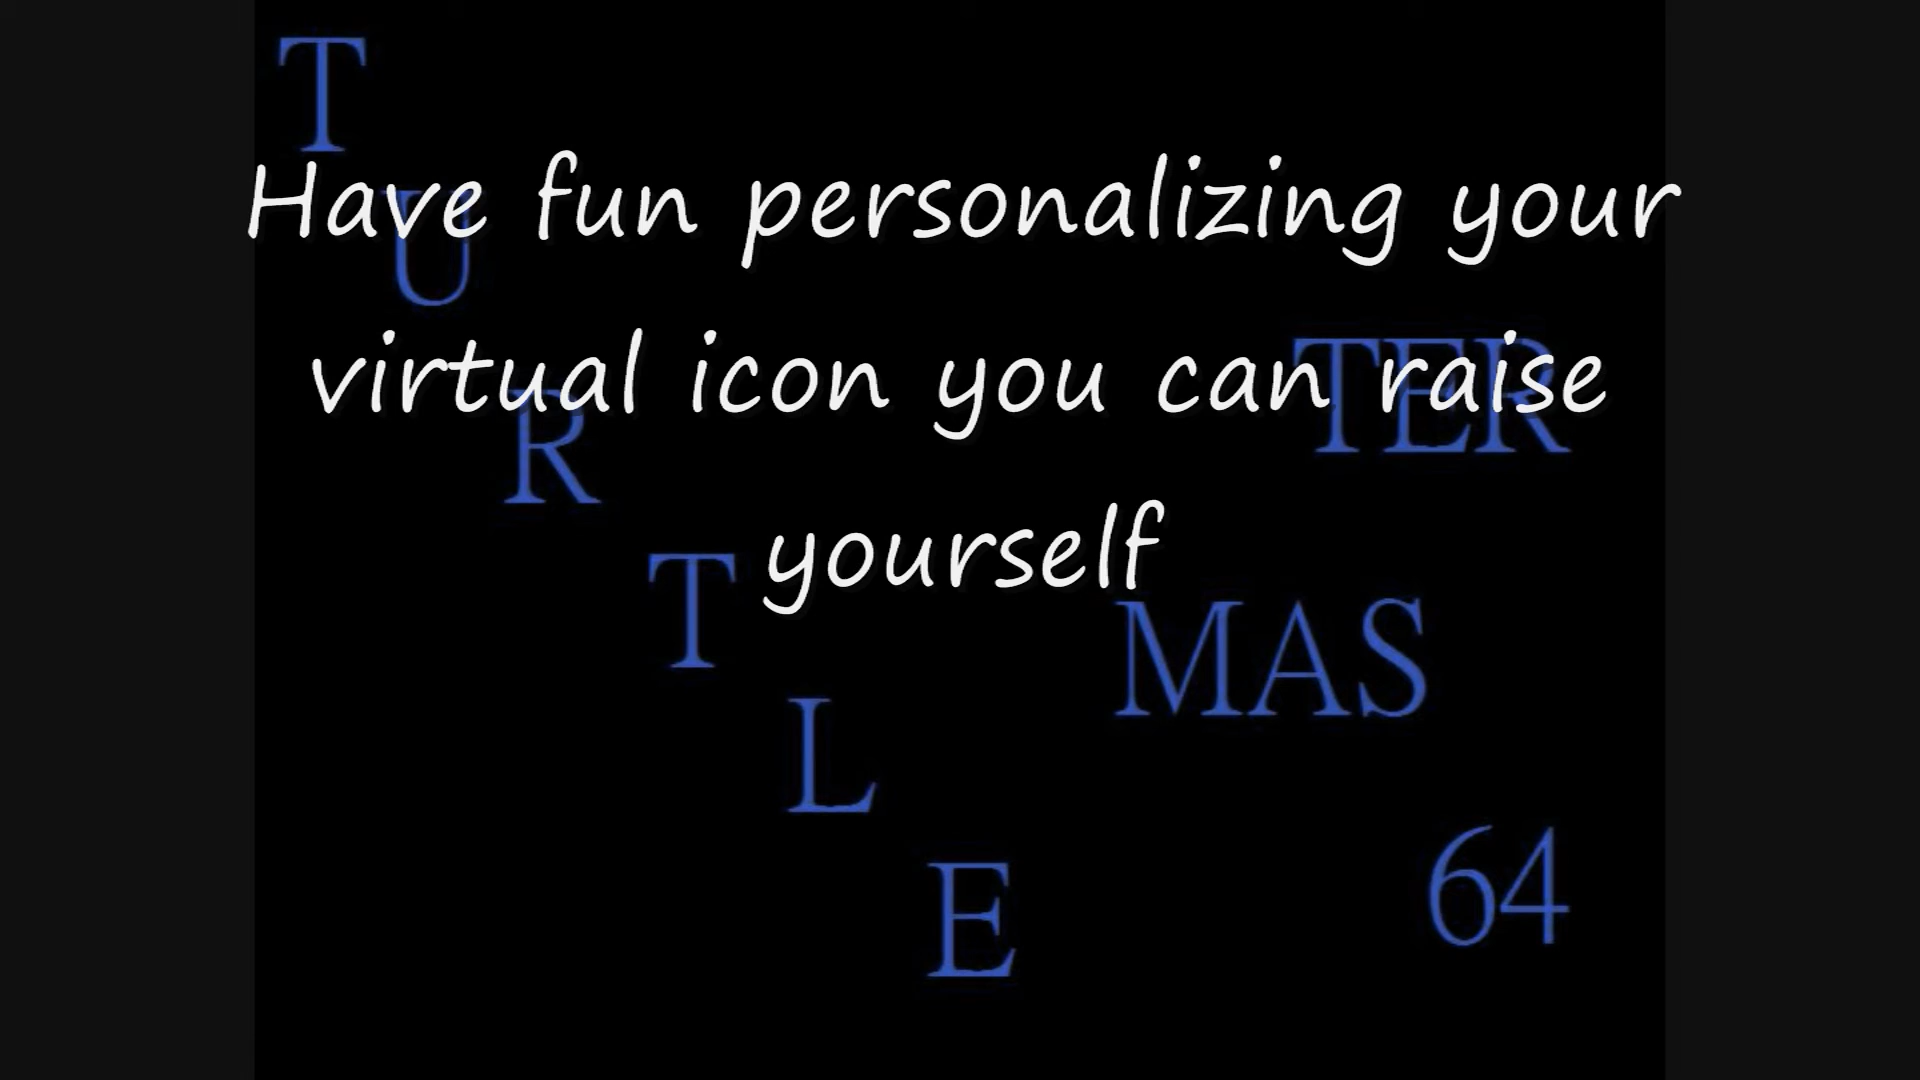 Have fun personalizing your
virtual icon you can raise
yourself
T
U
R
T
L
E
MAS
TER
64